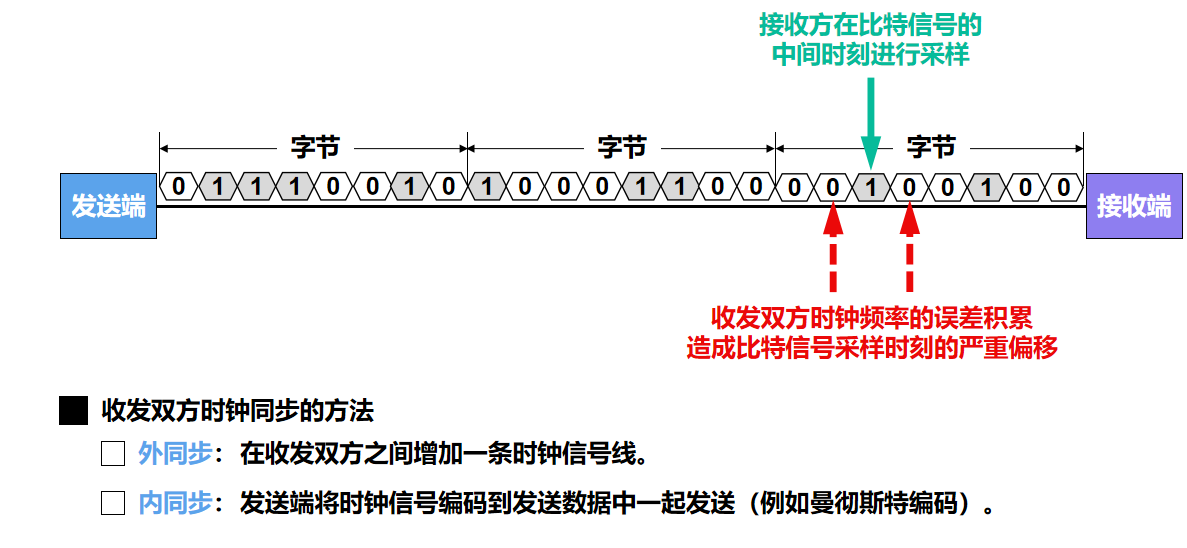 接收方在比特信号的
中间时刻进行采样
字节 字节 字节
发送端 0 1 1 1 0 0 1 0 1 0 0 0 1 1 0 0 0 0 1 0 0 1 0 0 接收端
收发双方时钟频率的误差积累
造成比特信号采样时刻的严重偏移
收发双方时钟同步的方法
外同步：在收发双方之间增加一条时钟信号线。
内同步：发送端将时钟信号编码到发送数据中一起发送（例如曼彻斯特编码）。